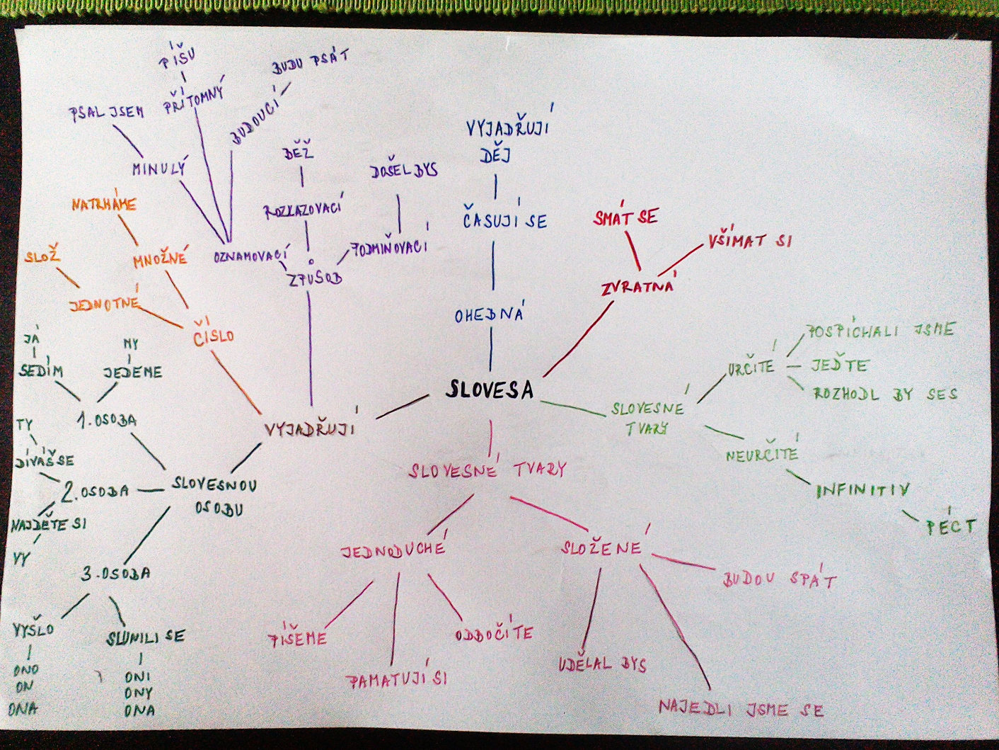 PÍŠU
BUDU PSÁT
PŘÍTOMNÝ
PSAL JSEM
BUDOUCÍ
MINULÝ
BĚŽ
DOŠEL BYS
VYJADŘUJÍ
DĚJ
NATRHÁME
ROZKAZOVACÍ
ČASUJÍ SE
SMÁT SE
VŠÍMAT SI
SLOŽ
MNOŽNÉ
OZNAMOVACÍ
PODMIŇOVACÍ
ZPŮSOB
ZVRATNÁ
JEDNOTNÉ
OHEBNÁ
ČÍSLO
JÁ
SEDÍM
MY
JEDEME
POSPÍCHALI JSME
URČITÉ
JEĎTE
ROZHODL BY SES
SLOVESA
1. OSOBA
VYJADŘUJÍ
SLOVESNÉ
TVARY
TY
DÍVÁŠ SE
NEURČITÉ
2. OSOBA
SLOVESNOU
OSOBU
SLOVESNÉ TVARY
INFINITIV
PÉCT
NAJDĚTE SI
VY
3. OSOBA
JEDNODUCHÉ
SLOŽENÉ
BUDOU SPÁT
VYŠLO
SLUNILI SE
PÍŠEME
ODBOČÍTE
PAMATUJÍ SI
UDĚLAL BYS
NAJEDLI JSME SE
ONO
ON
ONA
ONI
ONY
ONA